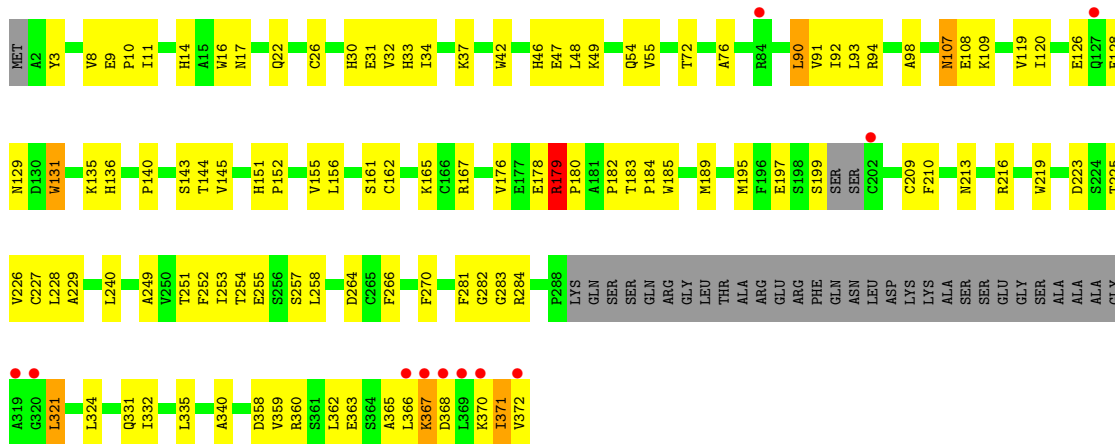 MET A2 Y3 V8 E9 P10 I11 H14 A15 W16 N17 Q22 C26 H30 E31 V32 H33 I34 K37 W42 H46 E47 L48 K49 Q54 V55 T72 A76 R84 L90 V91 I92 L93 R94 A98 N107 E108 K109 V119 I120 E126 Q127
N129 D130 W131 K135 H136 P140 S143 T144 V145 H151 P152 V155 L156 S161 C162 K165 C166 R167 V176 E177 E178 R179 P180 A181 P182 T183 P184 W185 M189 M195 F196 E197 S198 S199 SER SER C202 C209 F210 N213 R216 W219 D223 S224 T225
V226 C227 L228 A229 L240 A249 V250 T251 F252 I253 T254 E255 S256 S257 L258 D264 C265 F266 F270 F281 G282 G283 R284 P288 LYS GLN SER SER GLN ARG GLY LEU THR ALA ARG GLU ARG PHE GLN ASN LEU ASP LYS LYS ALA SER SER GLU GLY SER ALA ALA ALA GLY
A319 G320 L321 L324 Q331 I332 L335 A340 D358 V359 R360 S361 L362 E363 S364 A365 L366 K367 D368 L369 K370 I371 V372